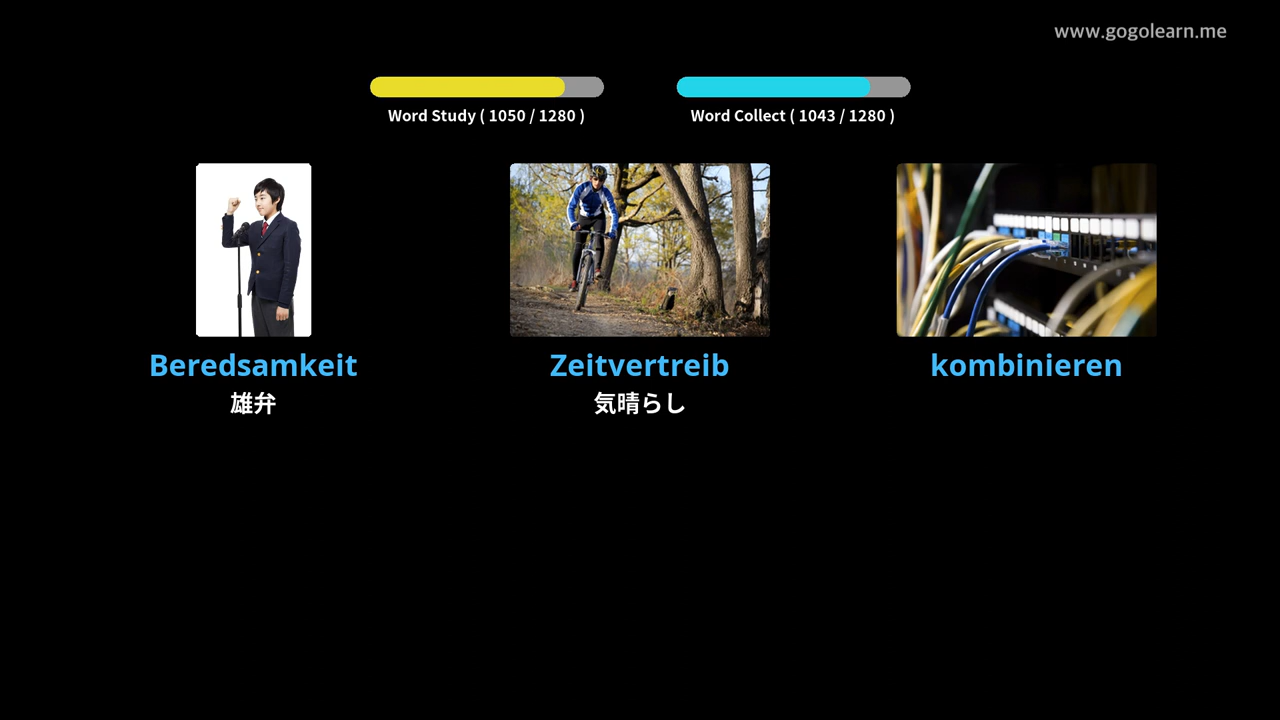 www.gogolearn.me
Word Study ( 1050 / 1280 )
Word Collect ( 1043 / 1280 )
Beredsamkeit
雄弁
Zeitvertreib
気晴らし
kombinieren